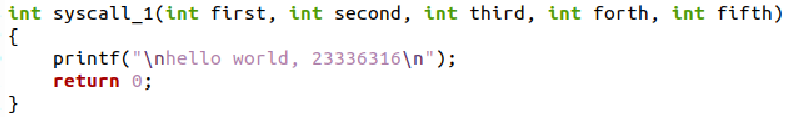 int syscall_1(int first, int second, int third, int forth, int fifth)
{
    printf("\nhello world, 23336316\n");
    return 0;
}